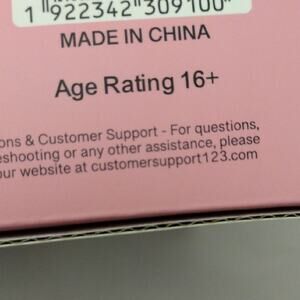 1 922342 309100
MADE IN CHINA
Age Rating 16+
ons & Customer Support - For questions,
eshooting or any other assistance, please
ur website at customersupport123.com